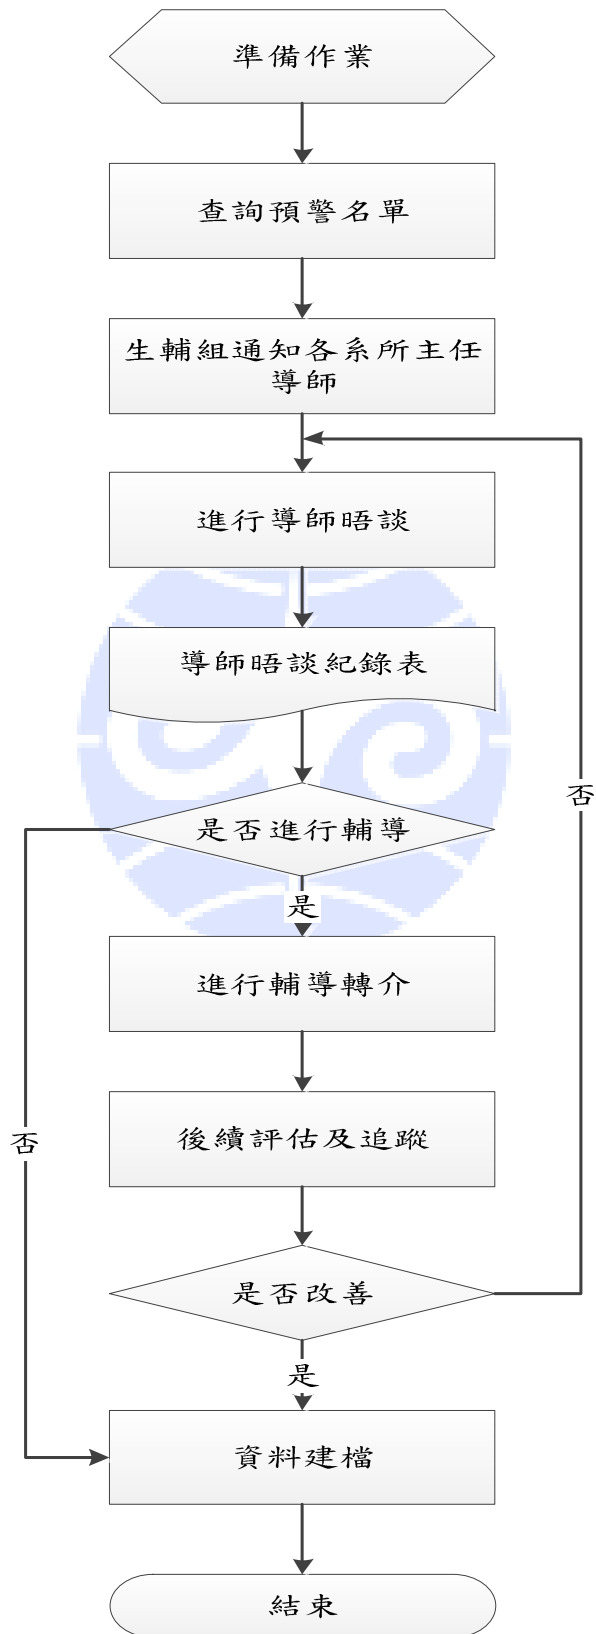 準備作業
查詢預警名單
生輔組通知各系所主任
導師
進行導師晤談
導師晤談紀錄表
否
是否進行輔導
是
進行輔導轉介
後續評估及追蹤
否
是否改善
是
資料建檔
結束